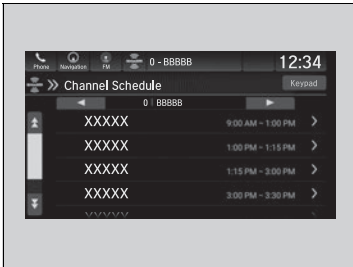 Phone Navigation FM 0 - BBBBB 12:34
Channel Schedule Keypad
0 BBBBB
XXXXX 9:00 AM ~ 1:00 PM
XXXXX 1:00 PM ~ 1:15 PM
XXXXX 1:15 PM ~ 3:00 PM
XXXXX 3:00 PM ~ 3:30 PM